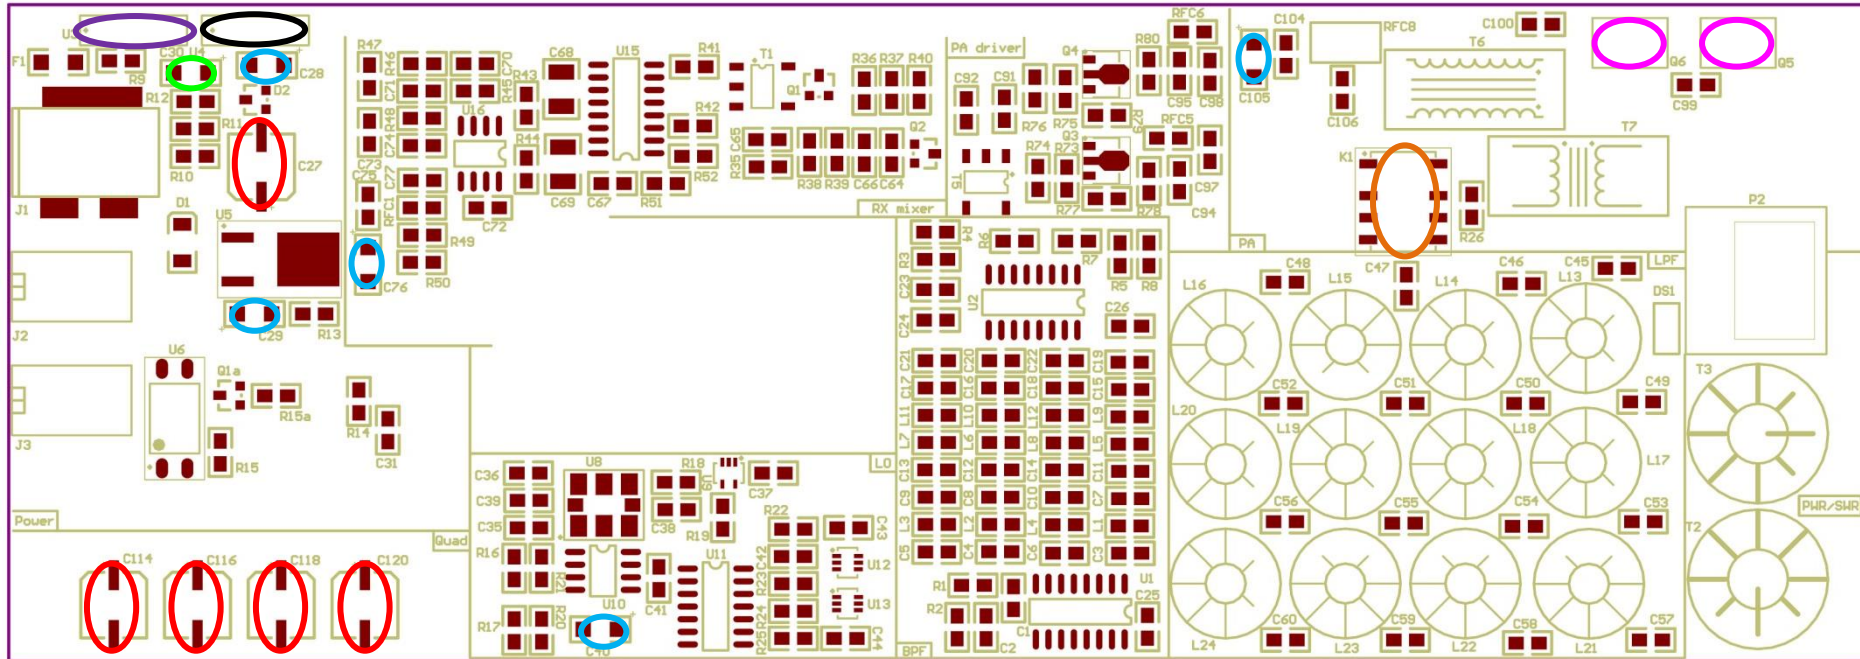 U3 C30 U4 C28 R47 R46 C70 C68 U15 R41 T1 R36 R37 R40 PA driver Q4 R80 RFC6 C104 RFC8 C100 T6 Q6 Q5
F1 R9 D2 C71 R45 R43 Q1 C92 C91 C95 C98 C105 C99
R12 R11 U16 R48 R42 R76 R75 R79 C106 T7
R10 C27 C74 R44 C65 R35 R52 Q2 Q3 RFC5 K1
C73 C75 C77 R38 R39 C66 C64 R74 R73 C97
J1 D1 U5 RFC1 C69 C67 R51 T5 R77 R78 C94 R26 P2
C72 RX mixer
R49 R50 R4 R6 R7 R5 R8 PA LPF
C76 R3 C48 C47 C46 C45
C23 U2 L16 L15 L14 L13 DS1
J2 C29 R13 C24 C26
U6 Q1a C21 C20 C22 C19 T3
R15a C17 C16 C18 C15 C52 C51 C50 C49
J3 R14 C31 L11 L10 L12 L9 L20 L19 L18
R15 L7 L6 L8 L5 L17
C36 U8 R18 U9 C37 LO C13 C12 C14 C11
C39 C38 C9 C8 C10 C7 PWR/SWR
Power C35 R19 R22 C43 L3 L2 L4 L1 C56 C55 C54 C53 T2
Quad R16 R21 U11 C42 U12 C5 C4 C6 C3
C114 C116 C118 C120 C41 R23 R1 U1
U10 R24 U13 R2 C25
R17 R20 C40 R25 C44 BPF C2 C1 L24 C60 L23 C59 L22 C58 L21 C57